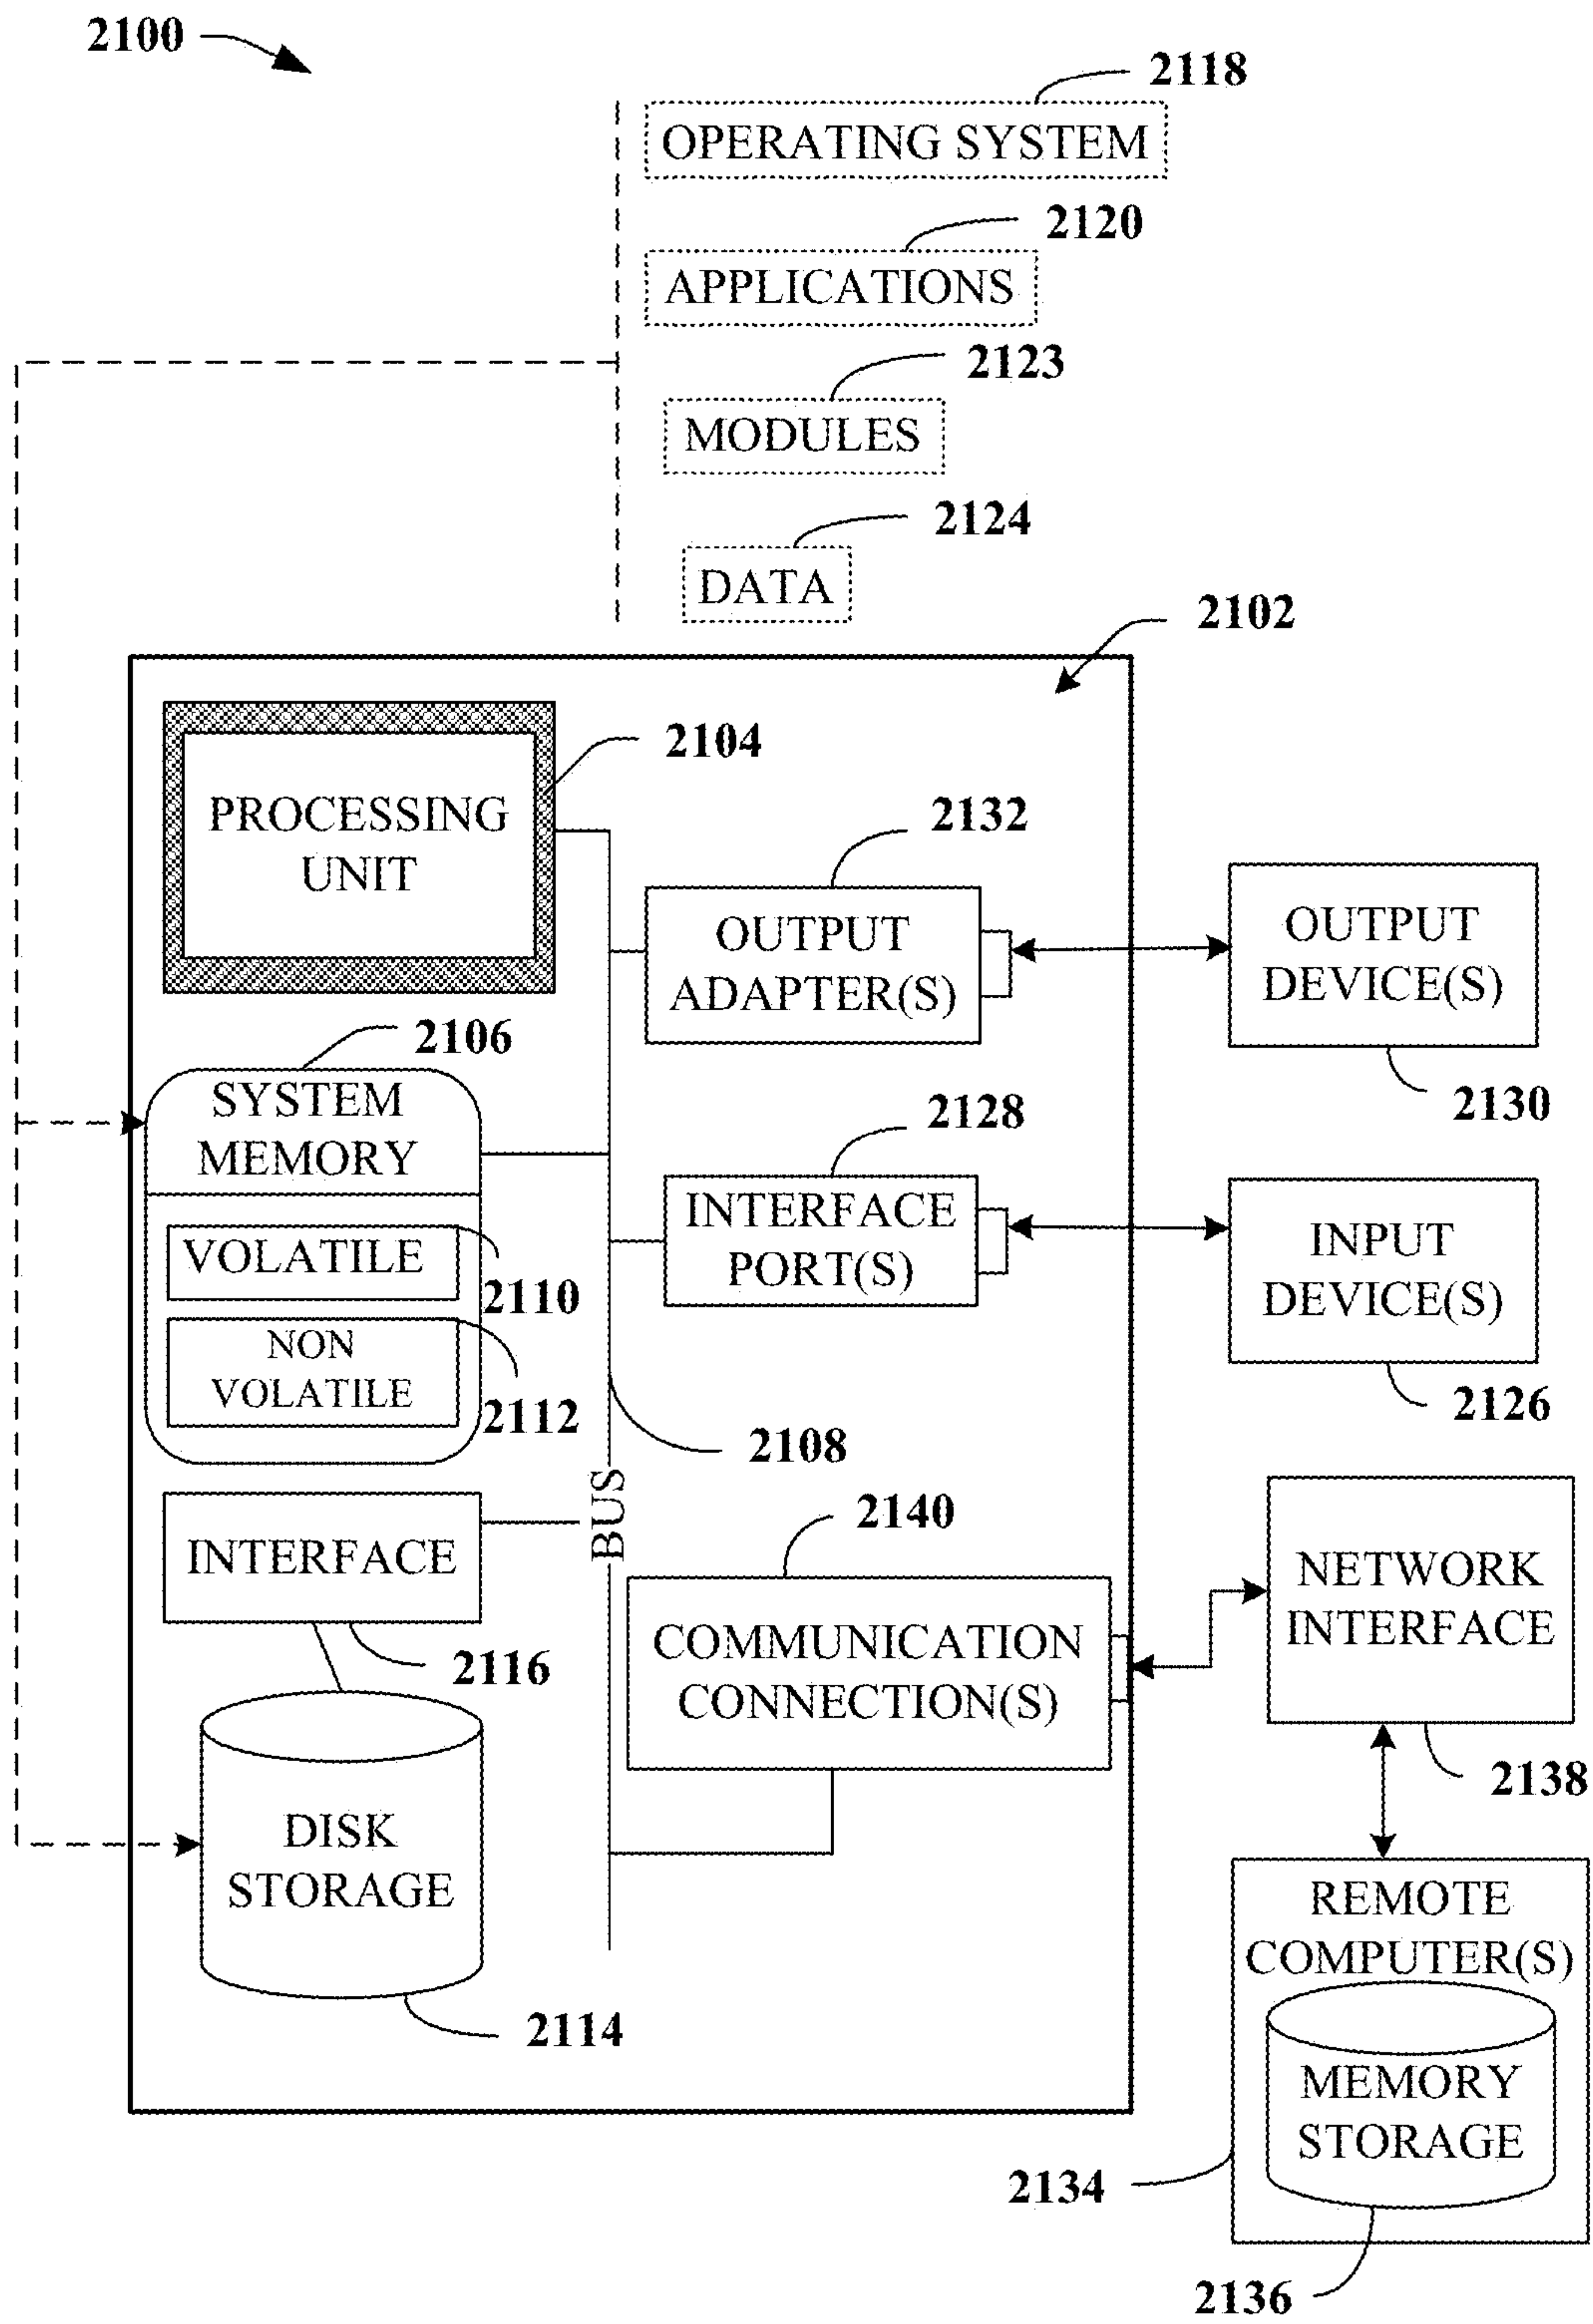 2100
2118
OPERATING SYSTEM
2120
APPLICATIONS
2123
MODULES
2124
DATA
2102
2104
PROCESSING
UNIT
2132
OUTPUT
ADAPTER(S)
OUTPUT
DEVICE(S)
2130
2106
SYSTEM
MEMORY
2128
INTERFACE
PORT(S)
INPUT
DEVICE(S)
2126
VOLATILE
2110
NON
VOLATILE
2112
2108
BUS
INTERFACE
2116
2140
COMMUNICATION
CONNECTION(S)
NETWORK
INTERFACE
2138
DISK
STORAGE
2114
REMOTE
COMPUTER(S)
MEMORY
STORAGE
2134
2136